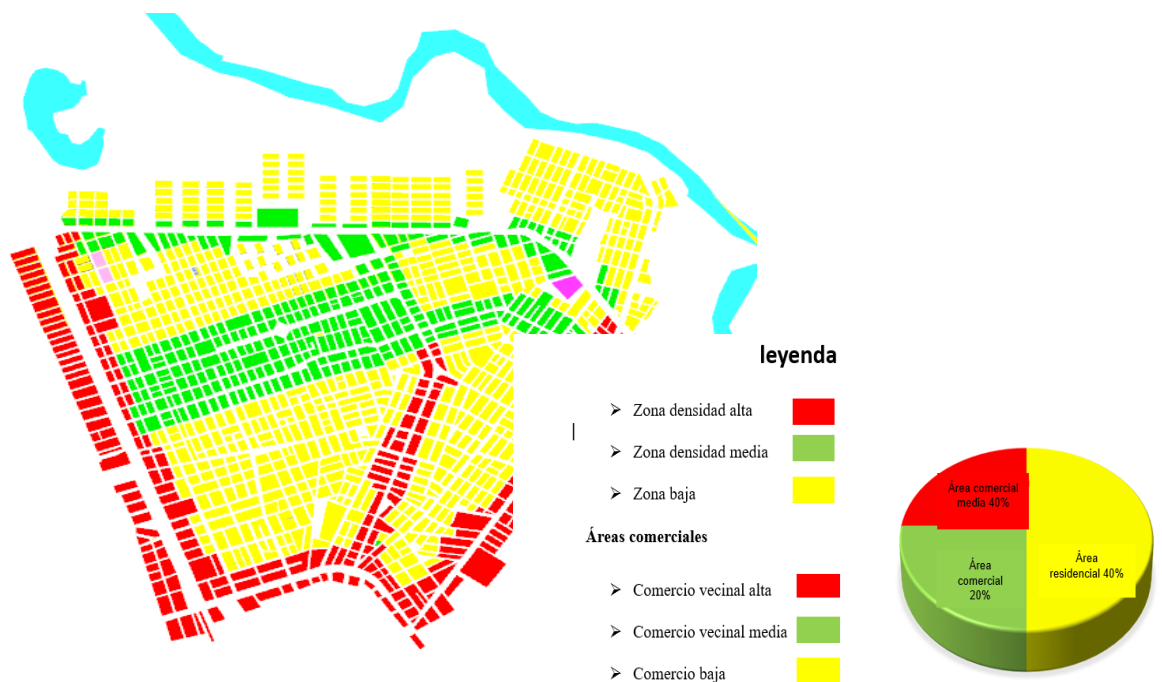 leyenda
➢ Zona densidad alta
➢ Zona densidad media
➢ Zona baja
Áreas comerciales
➢ Comercio vecinal alta
➢ Comercio vecinal media
➢ Comercio baja
Área comercial
media 40%
Área
comercial
20%
Área
residencial 40%